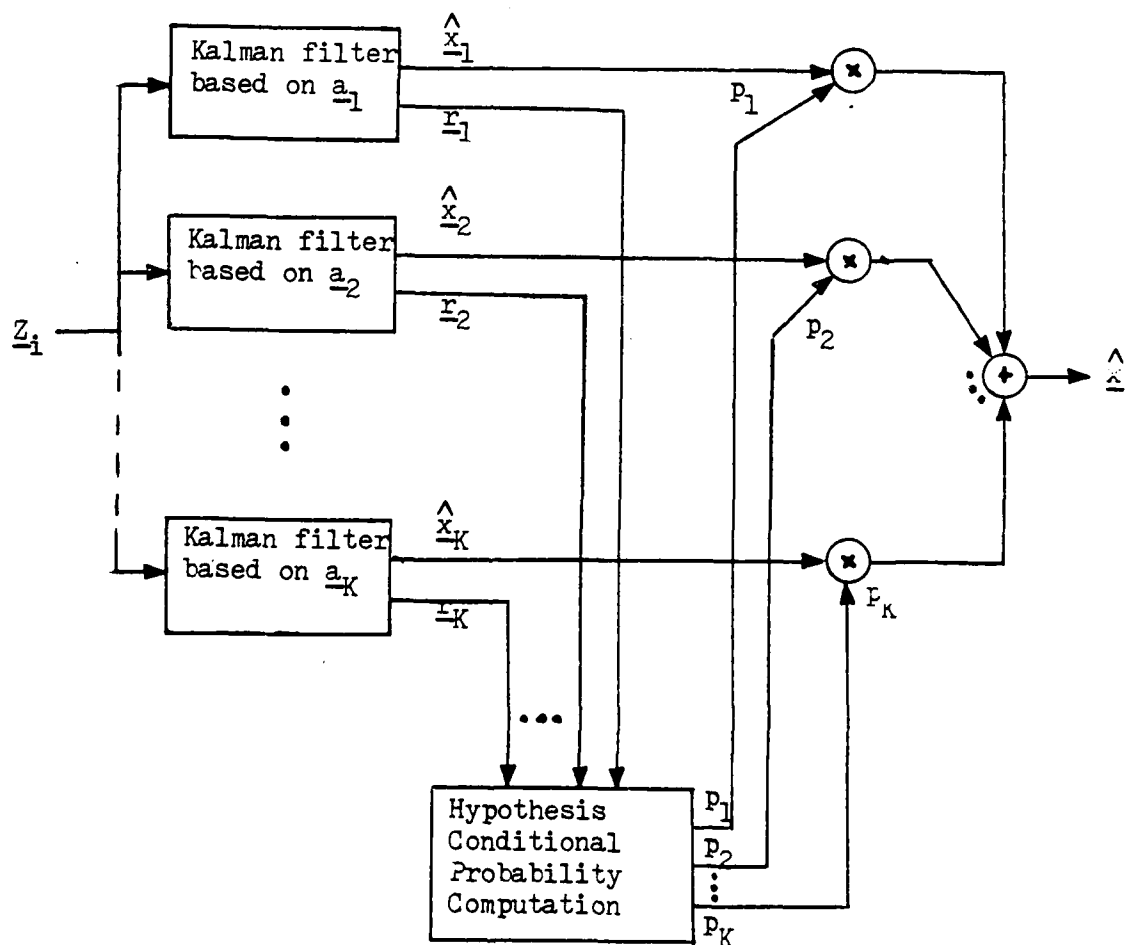 x̂1
Kalman filter
based on a1
r1
p1
x̂2
Kalman filter
based on a2
r2
p2
Zi
x̂
x̂K
Kalman filter
based on aK
rK
pK
Hypothesis
Conditional
Probability
Computation
p1
p2
pK